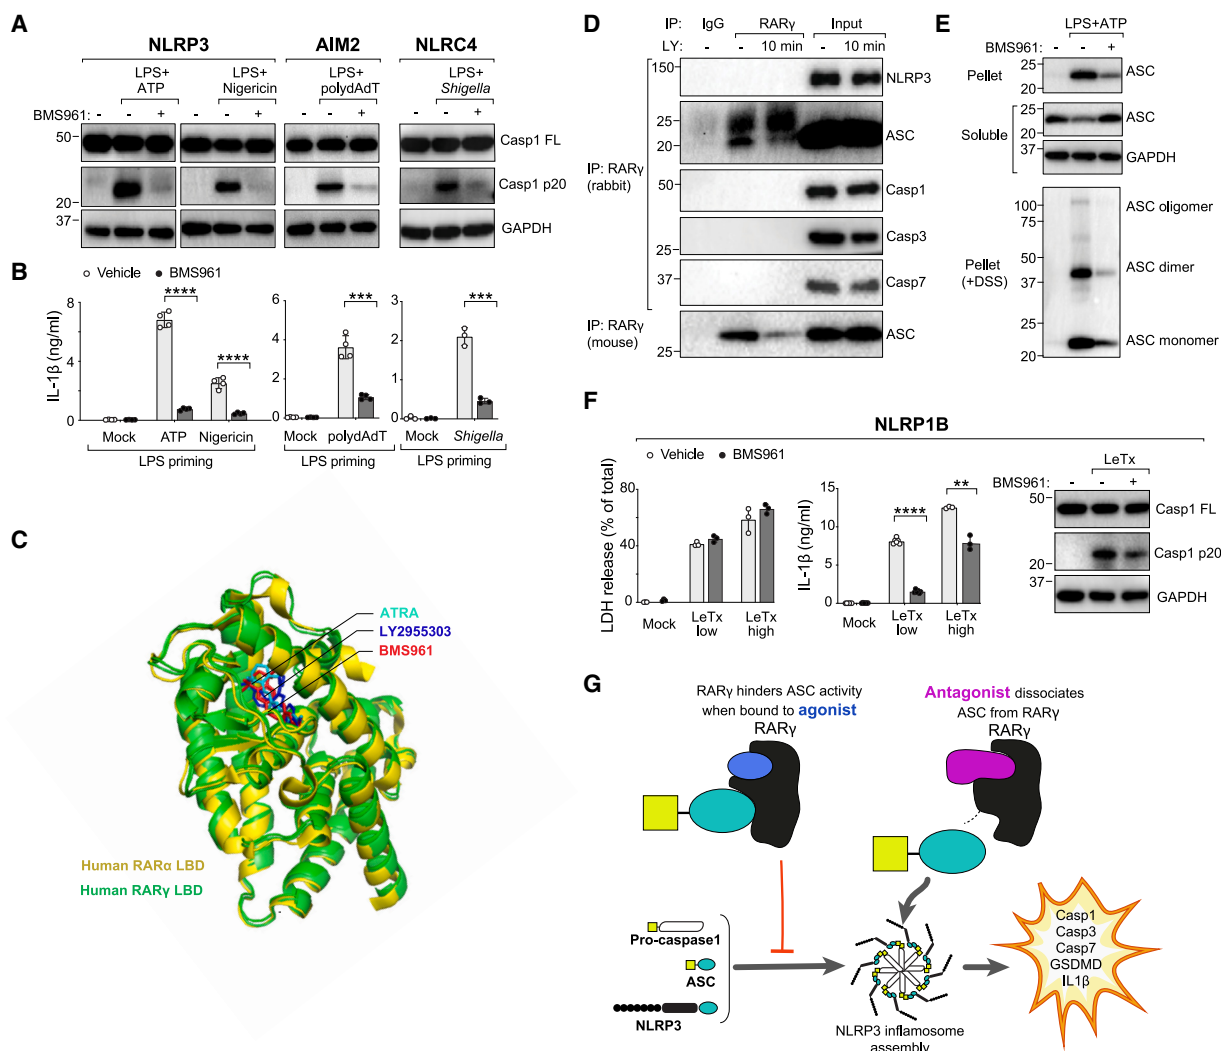 A
NLRP3 AIM2 NLRC4
LPS+ ATP
LPS+ Nigericin
LPS+ polydAdT
LPS+ Shigella
BMS961: - - + - - + - - + - - +
50
Casp1 FL
20
Casp1 p20
37
GAPDH
B
Vehicle BMS961
IL-1β (ng/ml)
8
4
0
****
****
Mock ATP Nigericin
LPS priming
6
4
2
0
***
Mock polydAdT
LPS priming
3
2
1
0
***
Mock Shigella
LPS priming
C
ATRA
LY2955303
BMS961
Human RARα LBD
Human RARγ LBD
D
IP: IgG RARγ Input
LY: - - 10 min - 10 min
IP: RARγ
(rabbit)
150
NLRP3
25
20
ASC
50
Casp1
25
Casp3
37
Casp7
IP: RARγ
(mouse)
25
ASC
E
LPS+ATP
BMS961: - - +
Pellet
25
20
ASC
Soluble
25
20
ASC
37
GAPDH
Pellet
(+DSS)
100
75
50
37
25
20
ASC oligomer
ASC dimer
ASC monomer
F
NLRP1B
Vehicle BMS961
LDH release (% of total)
80
40
0
Mock
LeTx low
LeTx high
IL-1β (ng/ml)
15
10
5
0
****
**
Mock
LeTx low
LeTx high
LeTx
BMS961: - - +
50
Casp1 FL
20
Casp1 p20
37
GAPDH
G
RARγ hinders ASC activity
when bound to agonist
RARγ
Antagonist dissociates
ASC from RARγ
RARγ
Pro-caspase1
ASC
NLRP3
NLRP3 inflamosome
assembly
Casp1
Casp3
Casp7
GSDMD
IL1β